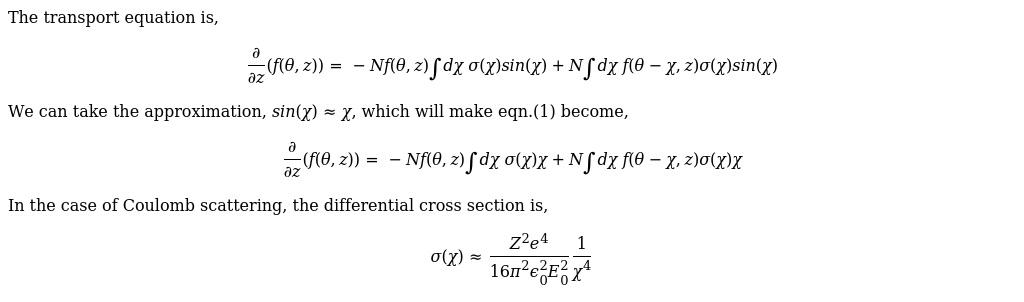 The transport equation is,
∂/∂z (f(θ, z)) = − Nf(θ, z)∫dχ σ(χ)sin(χ) + N∫dχ f(θ − χ, z)σ(χ)sin(χ)
We can take the approximation, sin(χ) ≈ χ, which will make eqn.(1) become,
∂/∂z (f(θ, z)) = − Nf(θ, z)∫dχ σ(χ)χ + N∫dχ f(θ − χ, z)σ(χ)χ
In the case of Coulomb scattering, the differential cross section is,
σ(χ) ≈ Z²e⁴/(16π²ϵ₀²E₀²) 1/χ⁴